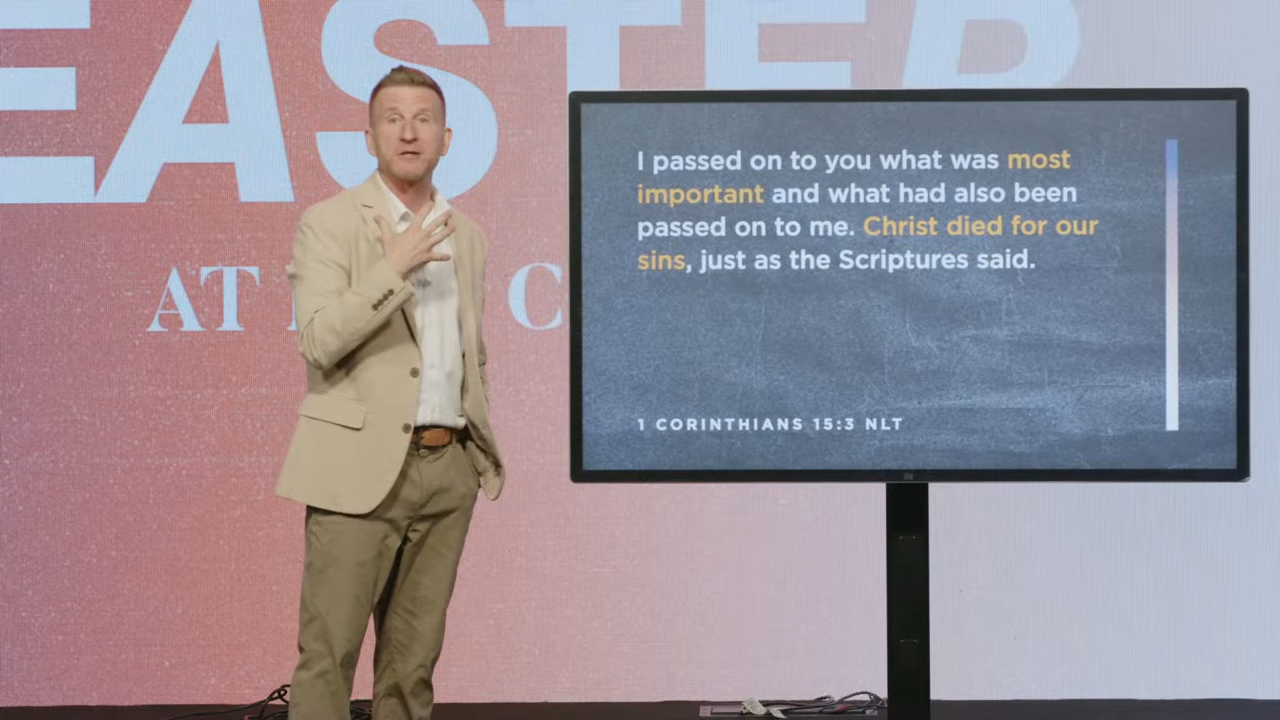 EASTER
AT
I passed on to you what was most
important and what had also been
passed on to me. Christ died for our
sins, just as the Scriptures said.
1 CORINTHIANS 15:3 NLT